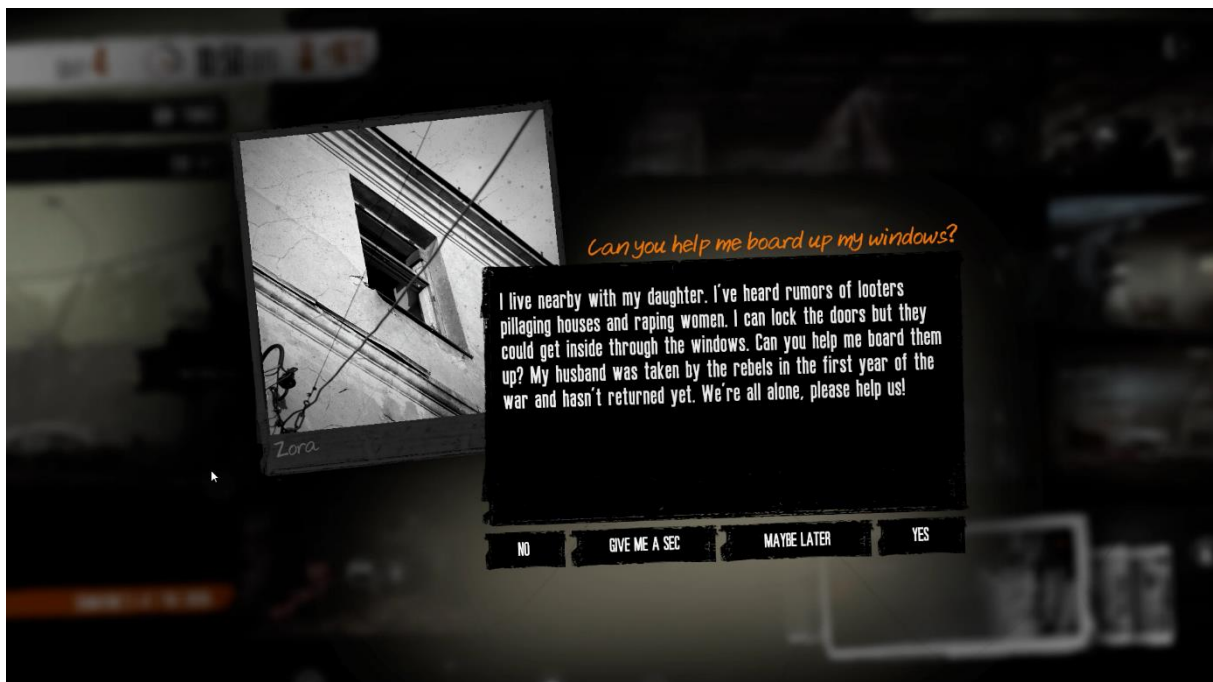 Can you help me board up my windows?
I live nearby with my daughter. I've heard rumors of looters
pillaging houses and raping women. I can lock the doors but they
could get inside through the windows. Can you help me board them
up? My husband was taken by the rebels in the first year of the
war and hasn't returned yet. We're all alone, please help us!
Zora
NO
GIVE ME A SEC
MAYBE LATER
YES